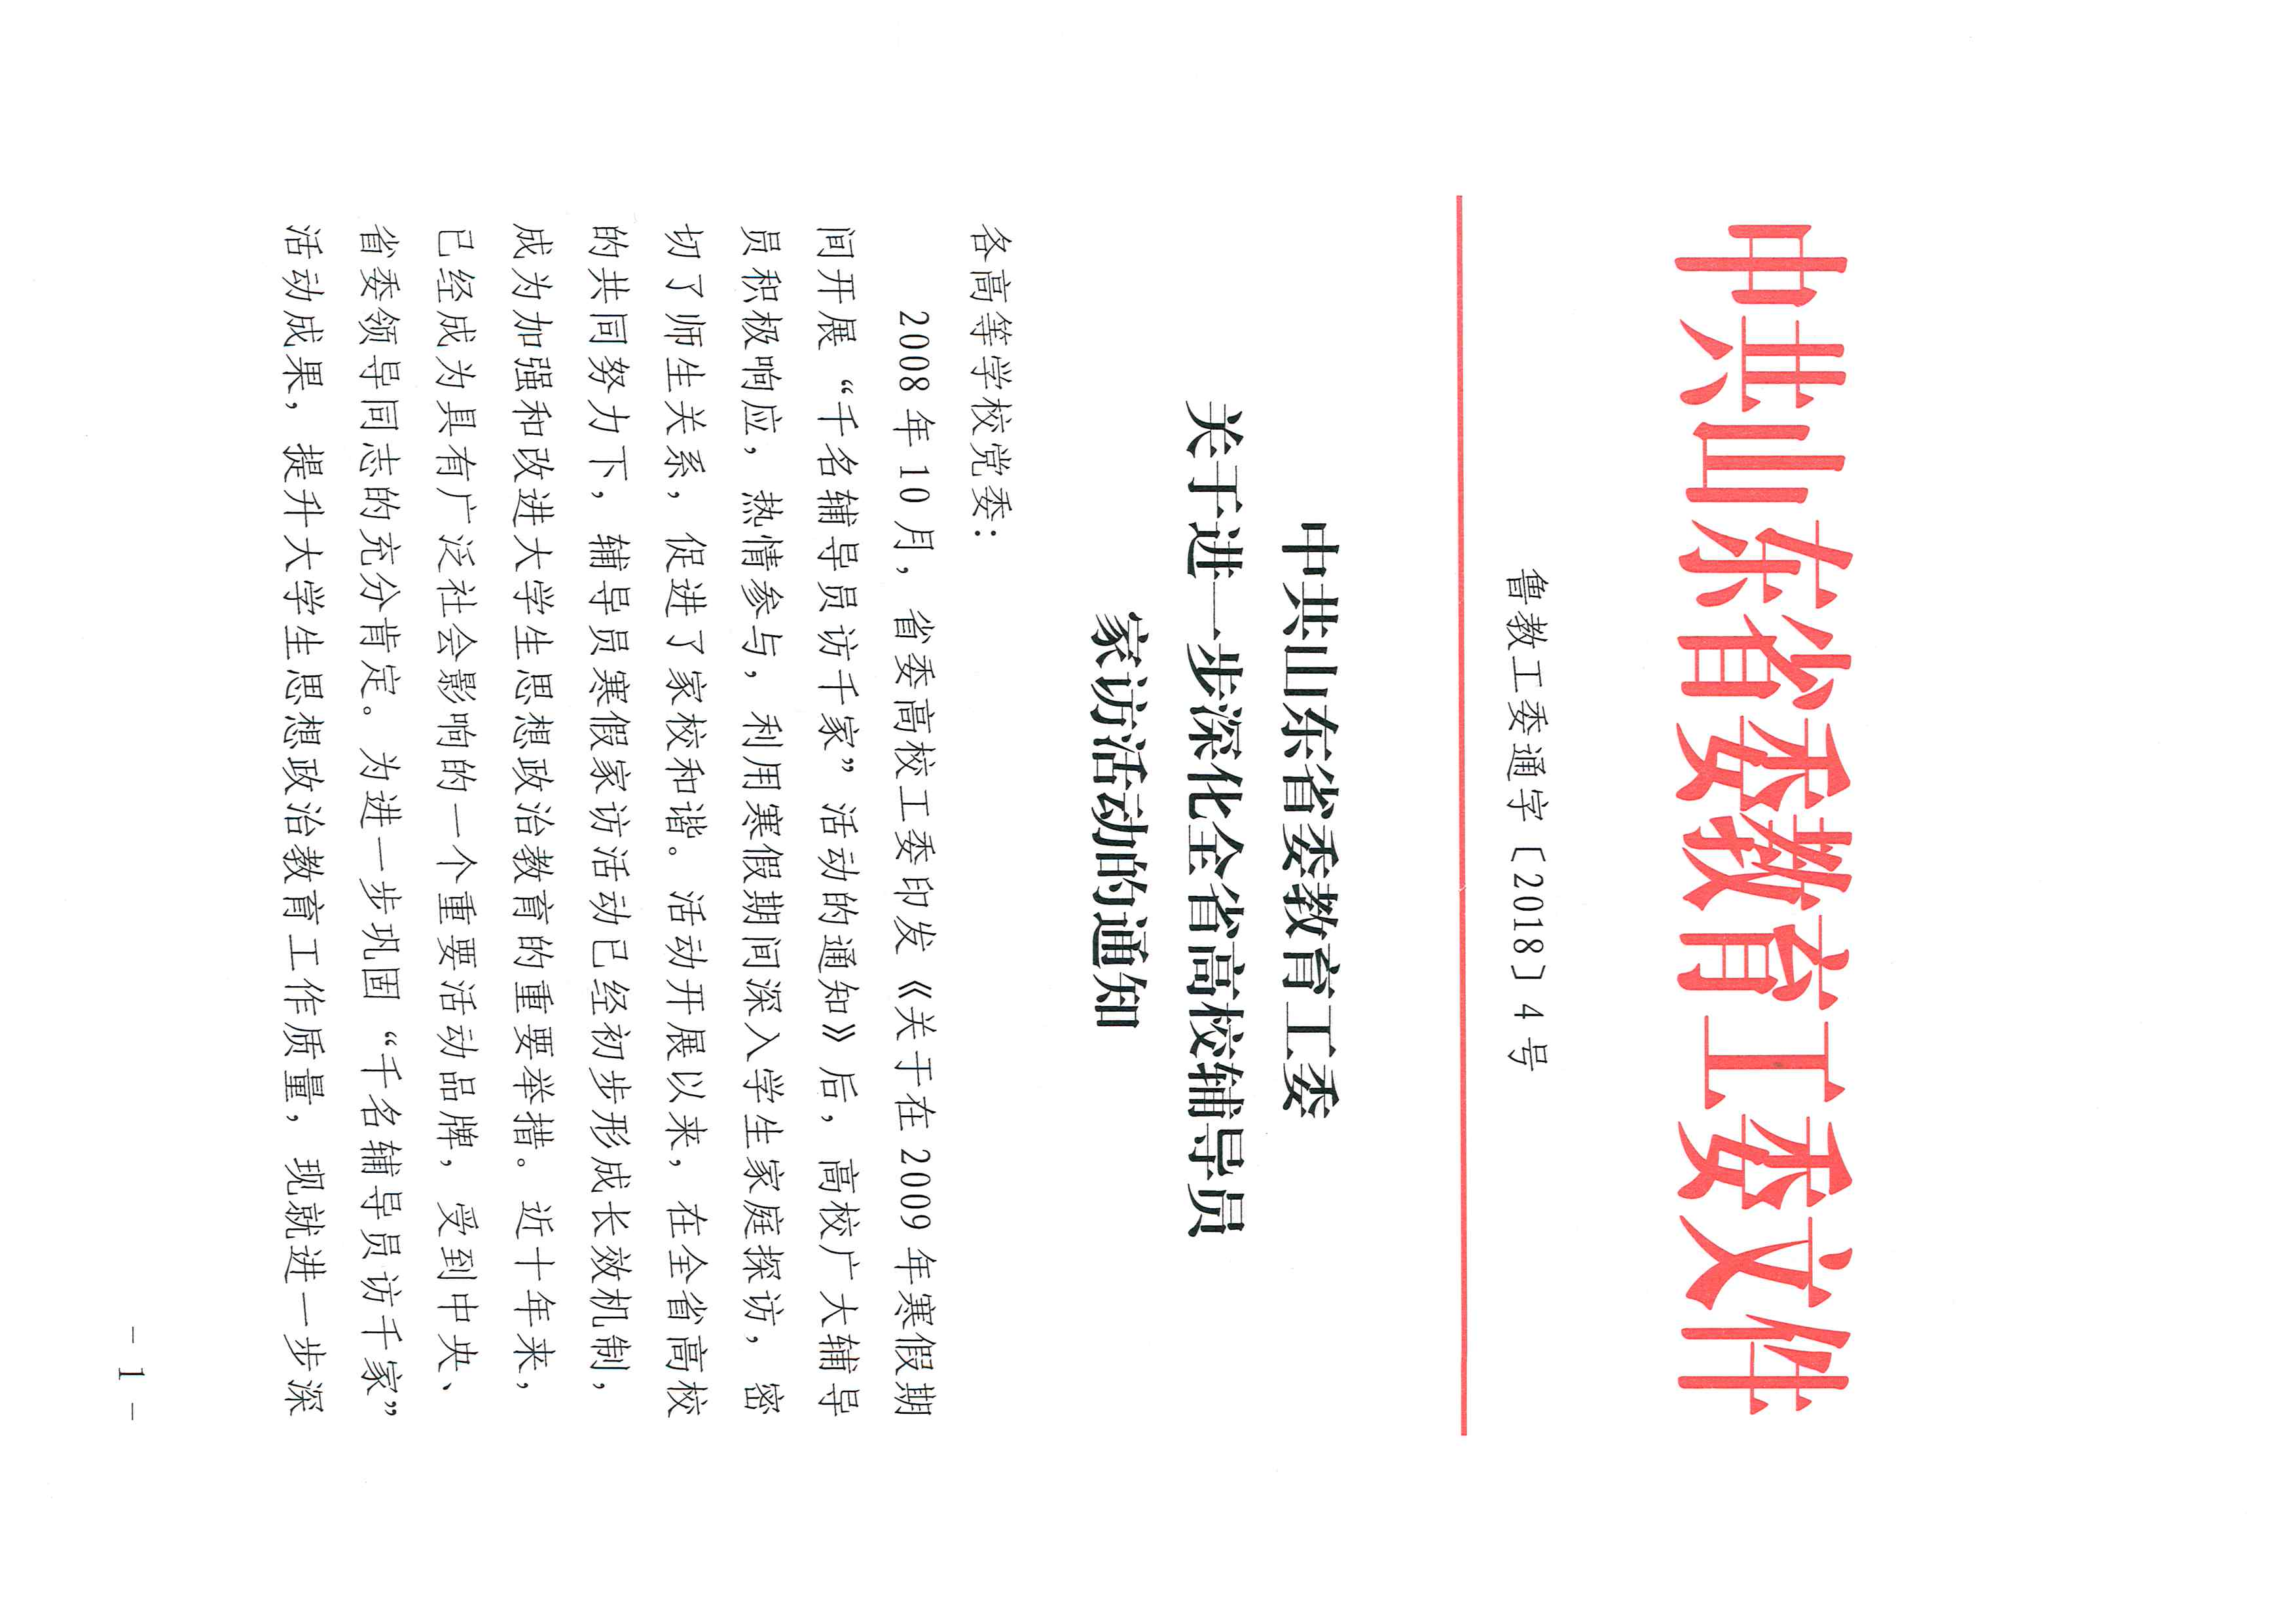 中共山东省委教育工委文件
鲁教工委通字〔2018〕4号
中共山东省委教育工委
关于进一步深化全省高校辅导员
家访活动的通知
各高等学校党委：
2008年10月，省委高校工委印发《关于在2009年寒假期
间开展“千名辅导员访千家”活动的通知》后，高校广大辅导
员积极响应，热情参与，利用寒假期间深入学生家庭探访，密
切了师生关系，促进了家校和谐。活动开展以来，在全省高校
的共同努力下，辅导员寒假家访活动已经初步形成长效机制，
成为加强和改进大学生思想政治教育的重要举措。近十年来，
已经成为具有广泛社会影响的一个重要活动品牌，受到中央、
省委领导同志的充分肯定。为进一步巩固“千名辅导员访千家”
活动成果，提升大学生思想政治教育工作质量，现就进一步深
－1－